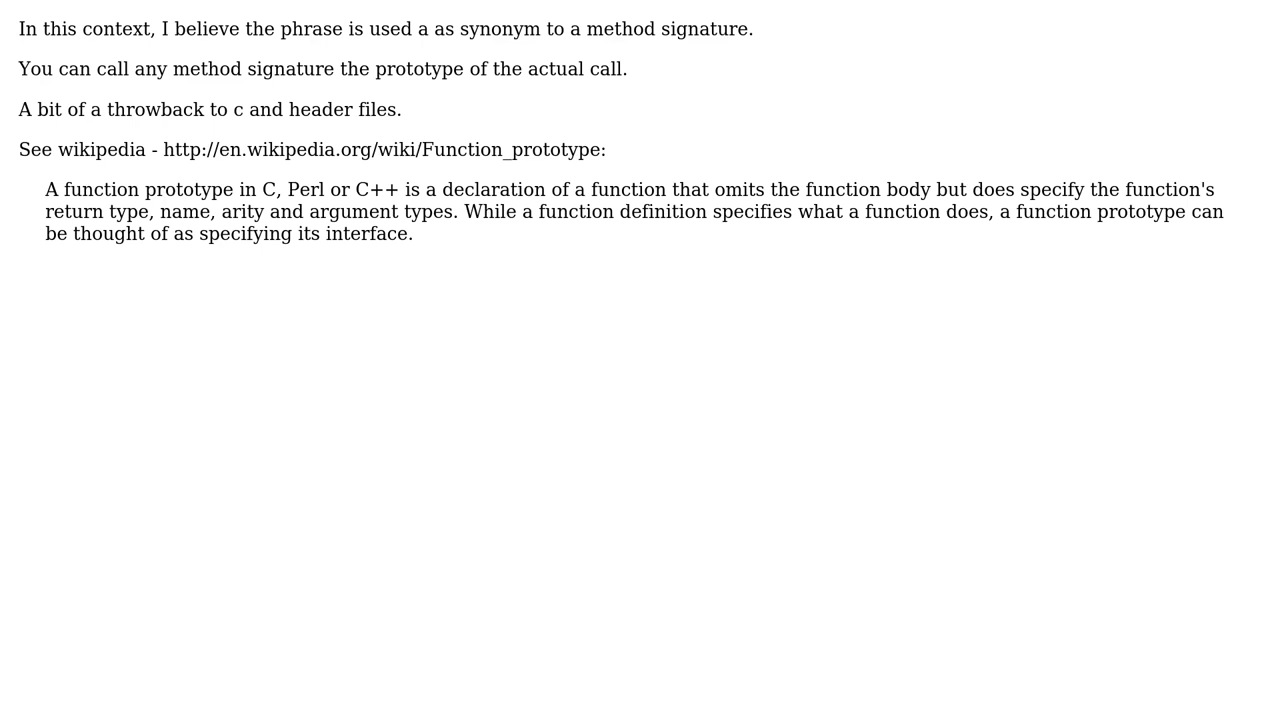 In this context, I believe the phrase is used a as synonym to a method signature.
You can call any method signature the prototype of the actual call.
A bit of a throwback to c and header files.
See wikipedia - http://en.wikipedia.org/wiki/Function_prototype:
A function prototype in C, Perl or C++ is a declaration of a function that omits the function body but does specify the function's
return type, name, arity and argument types. While a function definition specifies what a function does, a function prototype can
be thought of as specifying its interface.